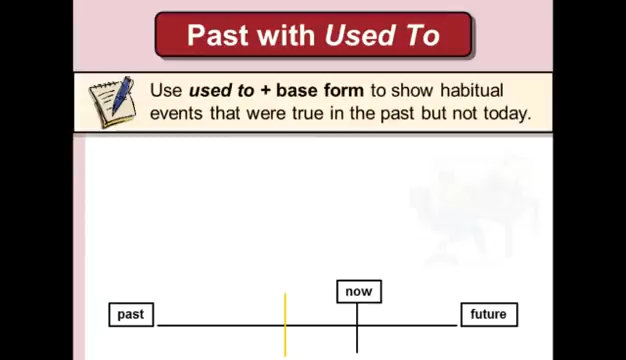 Past with Used To
Use used to + base form to show habitual
events that were true in the past but not today.
now
past
future